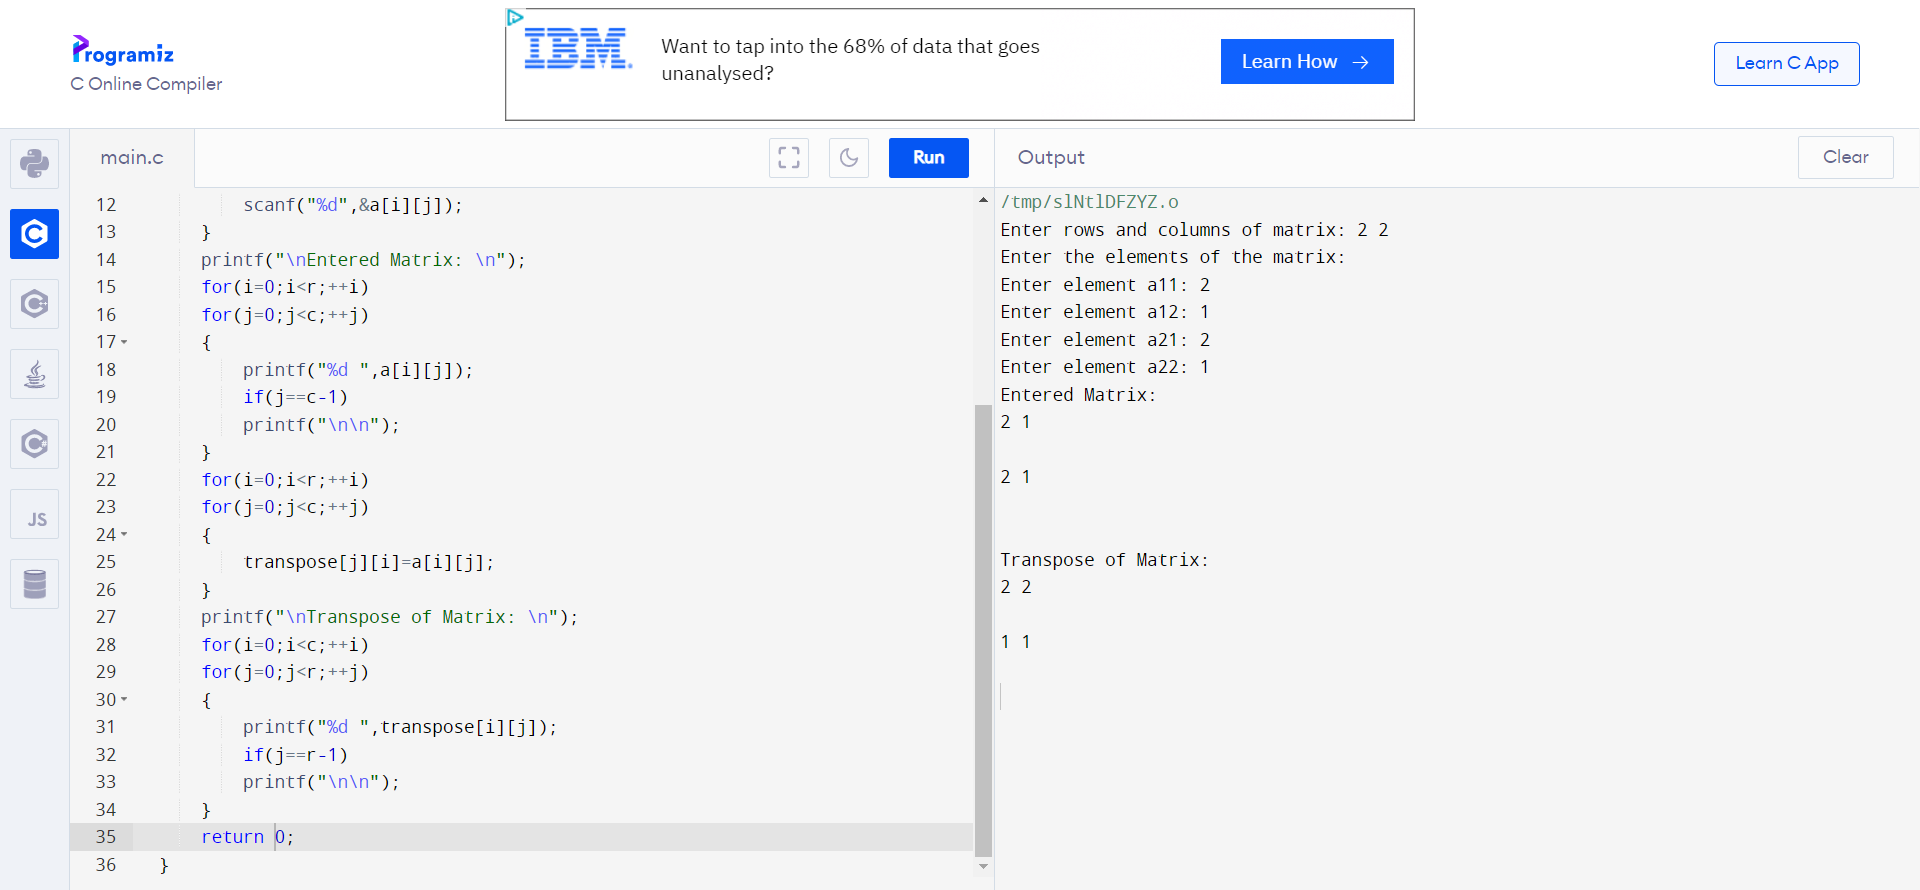 Programiz
C Online Compiler
IBM
Want to tap into the 68% of data that goes
unanalysed?
Learn How →
Learn C App
main.c
Run
Output
Clear
JS
12 scanf("%d",&a[i][j]);
13 }
14 printf("\nEntered Matrix: \n");
15 for(i=0;i<r;++i)
16 for(j=0;j<c;++j)
17 {
18 printf("%d ",a[i][j]);
19 if(j==c-1)
20 printf("\n\n");
21 }
22 for(i=0;i<r;++i)
23 for(j=0;j<c;++j)
24 {
25 transpose[j][i]=a[i][j];
26 }
27 printf("\nTranspose of Matrix: \n");
28 for(i=0;i<c;++i)
29 for(j=0;j<r;++j)
30 {
31 printf("%d ",transpose[i][j]);
32 if(j==r-1)
33 printf("\n\n");
34 }
35 return 0;
36 }
/tmp/slNtlDFZYZ.o
Enter rows and columns of matrix: 2 2
Enter the elements of the matrix:
Enter element a11: 2
Enter element a12: 1
Enter element a21: 2
Enter element a22: 1
Entered Matrix:
2 1
2 1
Transpose of Matrix:
2 2
1 1